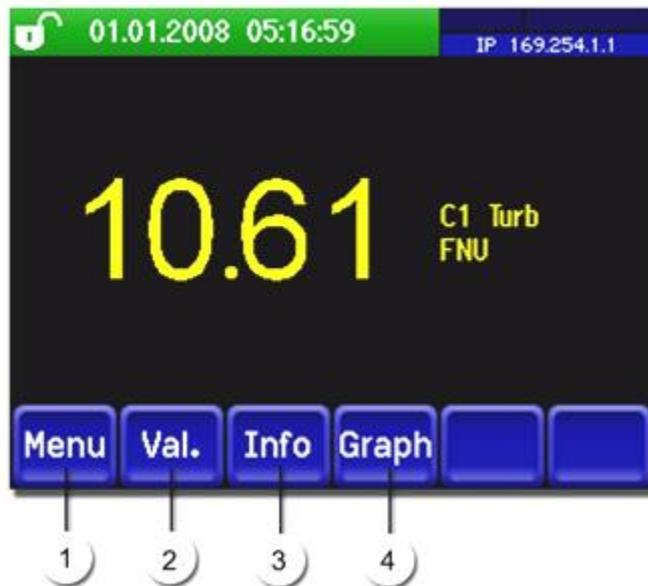 01.01.2008 05:16:59
IP 169.254.1.1
10.61
C1 Turb
FNU
Menu Val. Info Graph
1 2 3 4